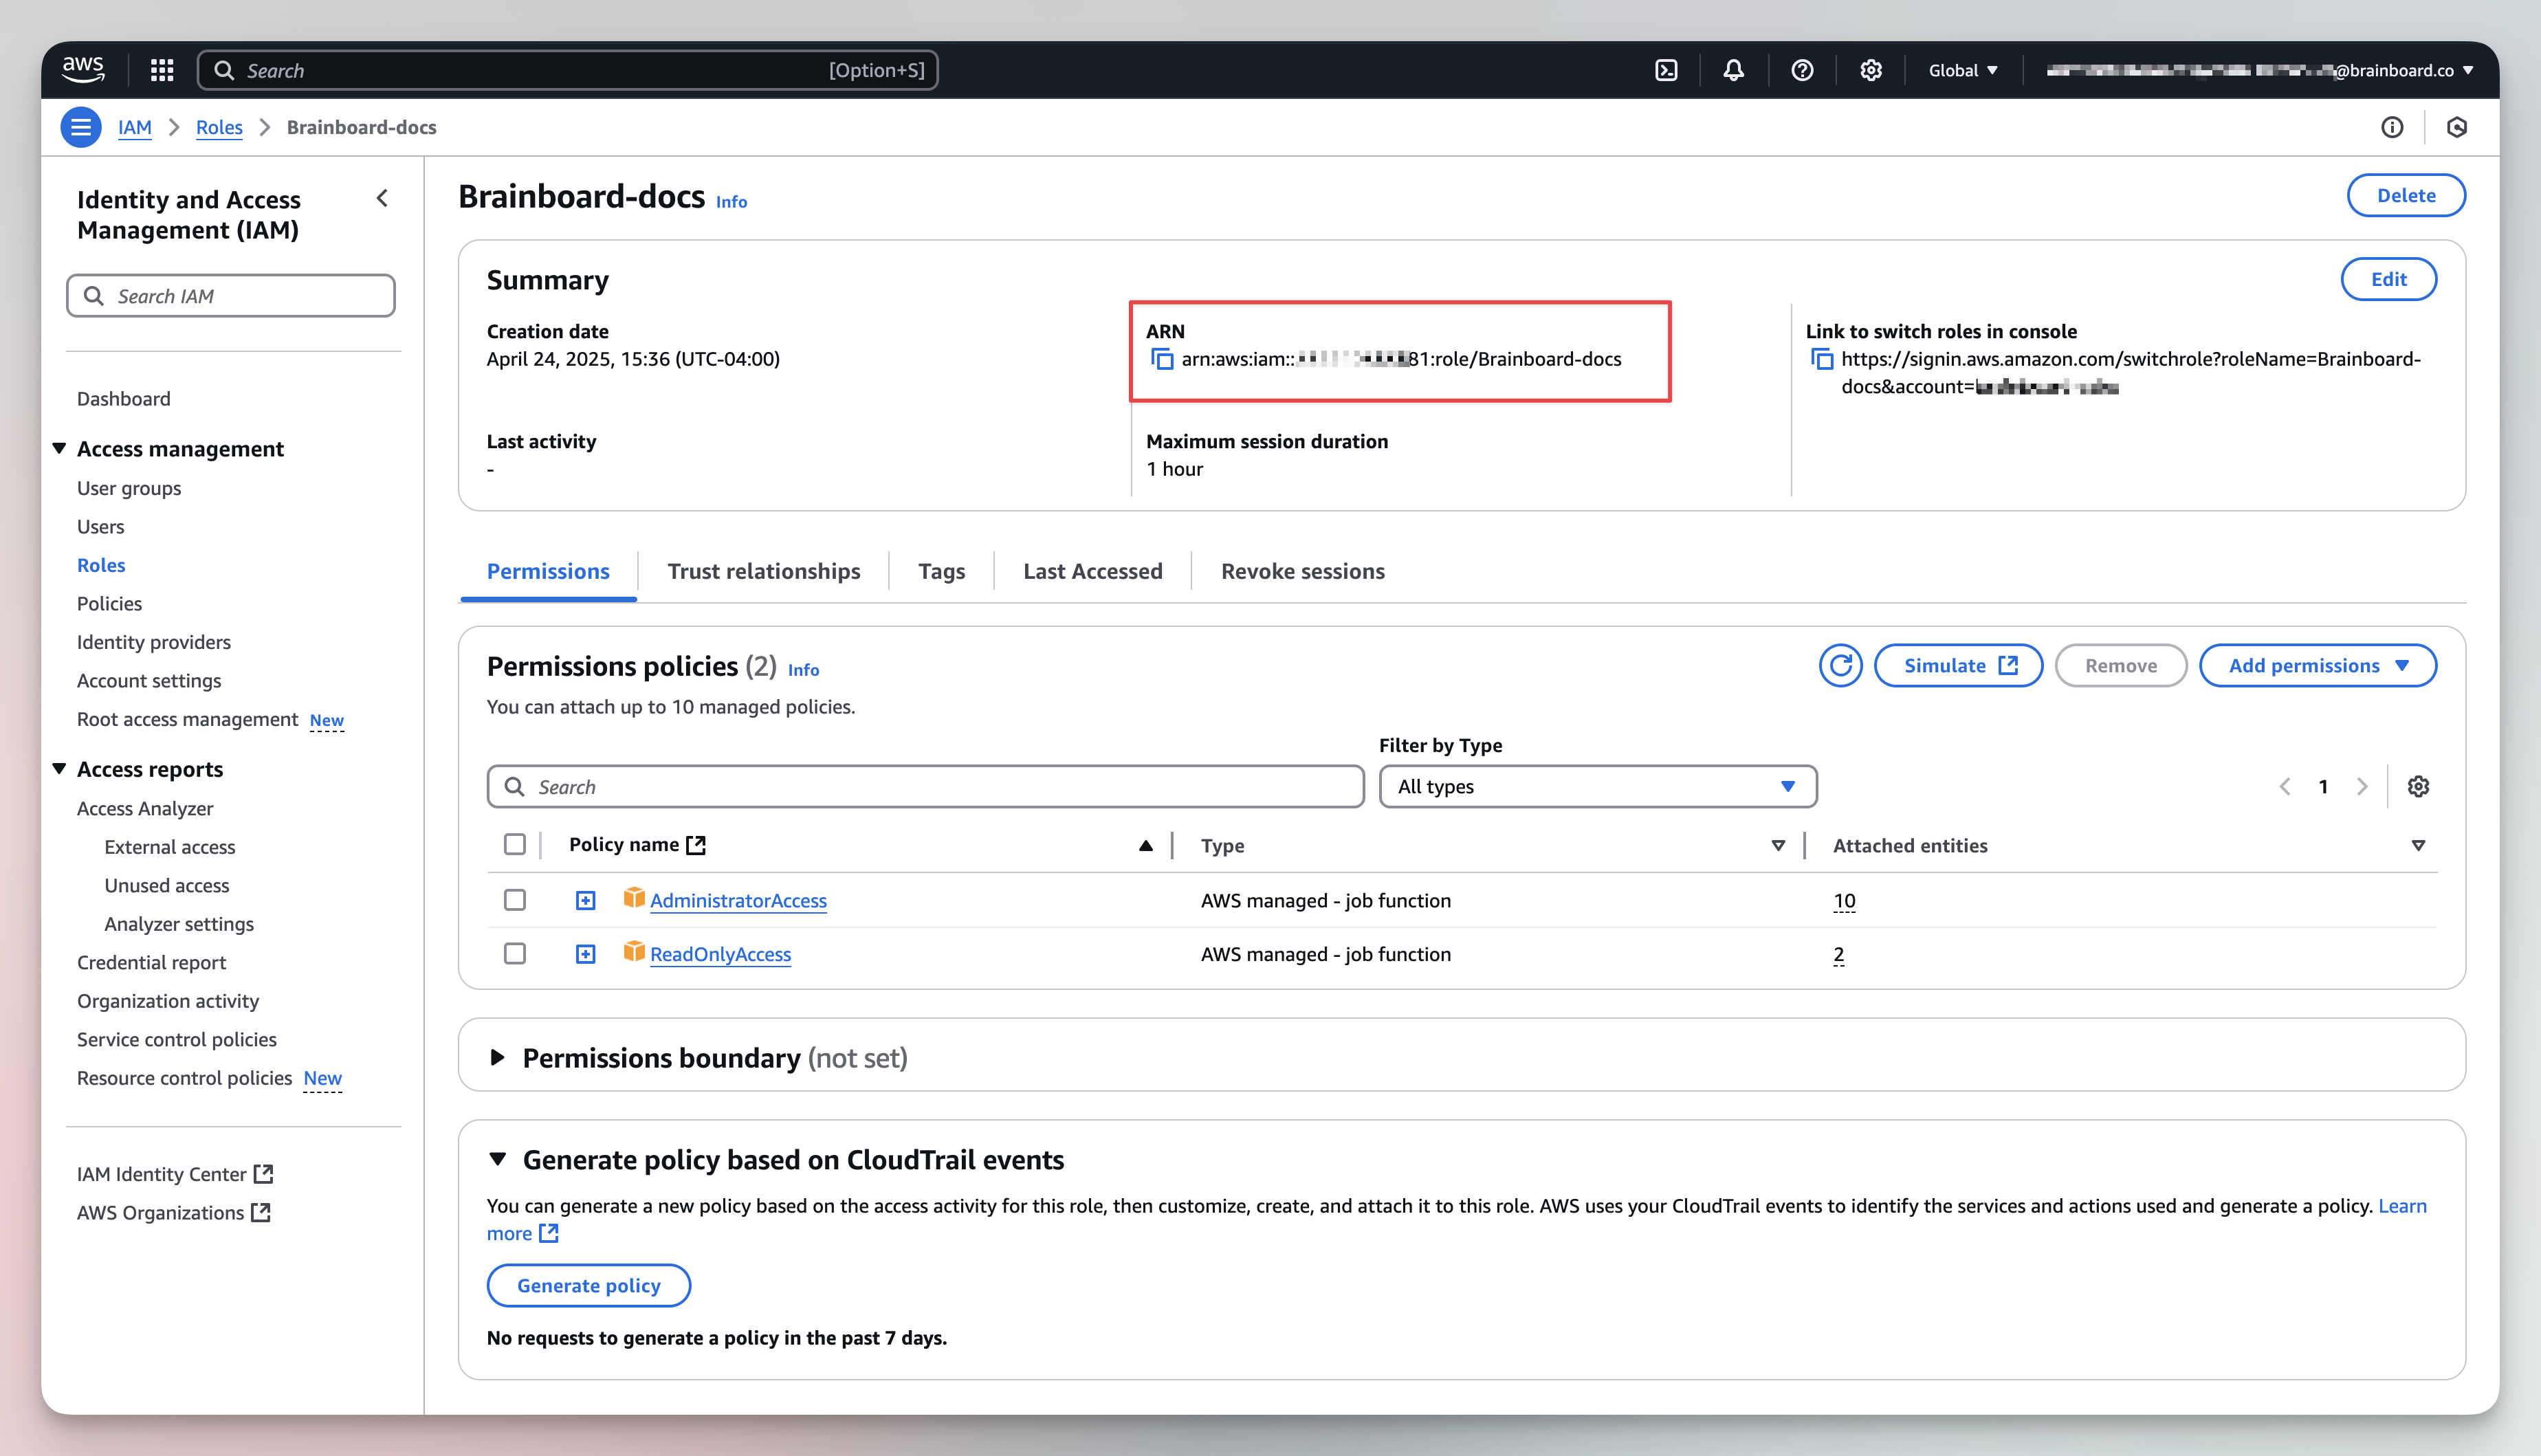 aws
Search
[Option+S]
Global
@brainboard.co
IAM
Roles
Brainboard-docs
Identity and Access
Management (IAM)
Search IAM
Dashboard
Access management
User groups
Users
Roles
Policies
Identity providers
Account settings
Root access management New
Access reports
Access Analyzer
External access
Unused access
Analyzer settings
Credential report
Organization activity
Service control policies
Resource control policies New
IAM Identity Center
AWS Organizations
Brainboard-docs Info
Delete
Summary
Edit
Creation date
April 24, 2025, 15:36 (UTC-04:00)
ARN
arn:aws:iam:: 81:role/Brainboard-docs
Link to switch roles in console
https://signin.aws.amazon.com/switchrole?roleName=Brainboard-
docs&account=
Last activity
-
Maximum session duration
1 hour
Permissions
Trust relationships
Tags
Last Accessed
Revoke sessions
Permissions policies (2) Info
Simulate
Remove
Add permissions
You can attach up to 10 managed policies.
Filter by Type
Search
All types
1
Policy name
Type
Attached entities
AdministratorAccess
AWS managed - job function
10
ReadOnlyAccess
AWS managed - job function
2
Permissions boundary (not set)
Generate policy based on CloudTrail events
You can generate a new policy based on the access activity for this role, then customize, create, and attach it to this role. AWS uses your CloudTrail events to identify the services and actions used and generate a policy. Learn
more
Generate policy
No requests to generate a policy in the past 7 days.